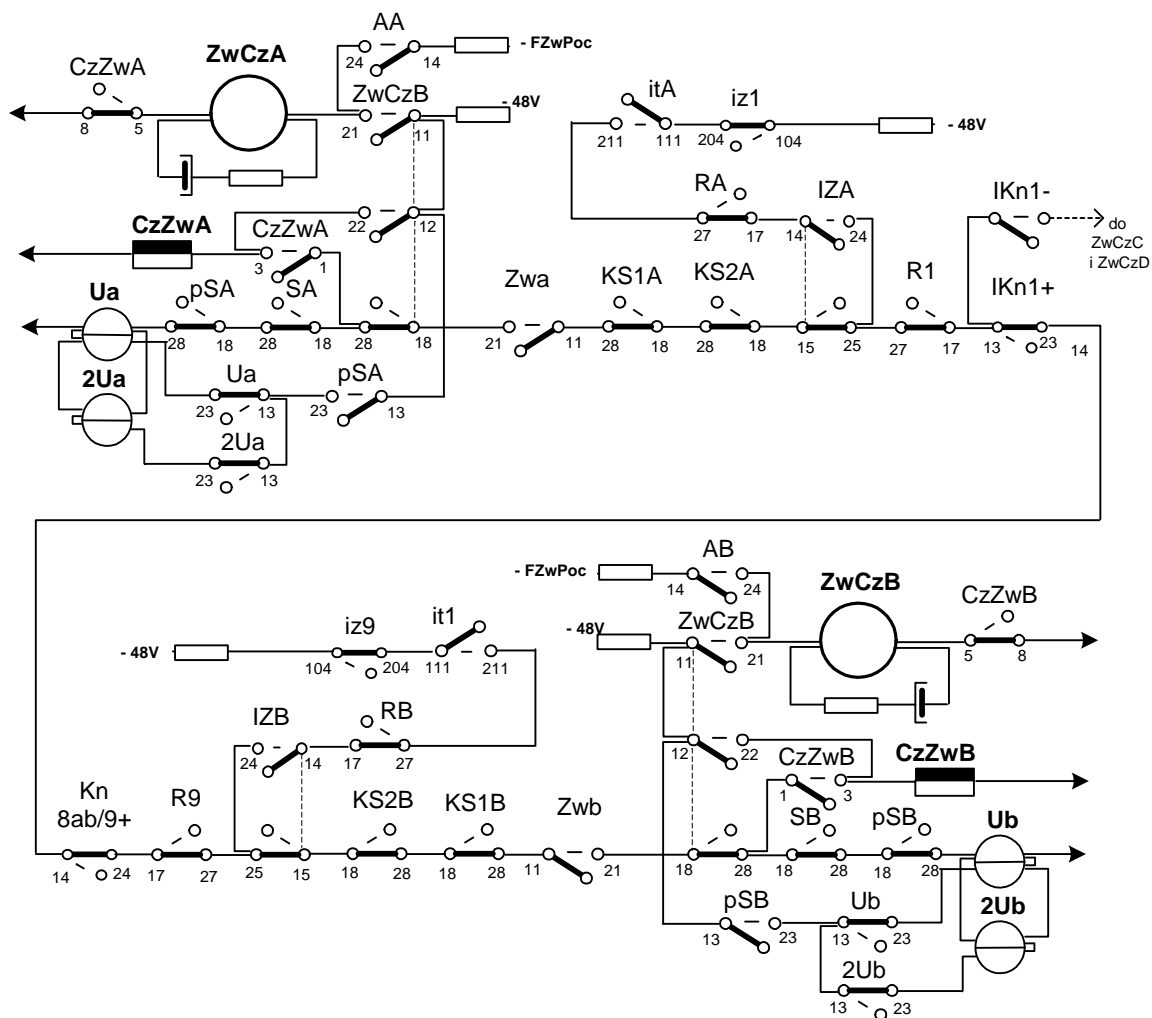 AA
- FZwPoc
24 14
CzZwA
ZwCzA
ZwCzB
- 48V
8 5
21 11
itA iz1
- 48V
211 111 204 104
CzZwA
CzZwA
22 12
3 1
RA IZA
27 17 14 24
IKn1-
do
ZwCzC
i ZwCzD
Ua
pSA SA
Zwa
KS1A KS2A
R1
IKn1+
28 18 28 18 28 18
21 11 28 18 28 18 15 25 27 17 13 23 14
2Ua
Ua pSA
23 13 23 13
2Ua
23 13
AB
- FZwPoc
14 24
ZwCzB
ZwCzB
CzZwB
- 48V
11 21
5 8
iz9 it1
- 48V
104 204 111 211
IZB RB
24 14 17 27
12 22
CzZwB
CzZwB
1 3
Kn
8ab/9+
R9
KS2B KS1B
Zwb
SB pSB
Ub
14 24 17 27 25 15 18 28 18 28 11 21
18 28 18 28 18 28
pSB Ub
2Ub
13 23 13 23
2Ub
13 23